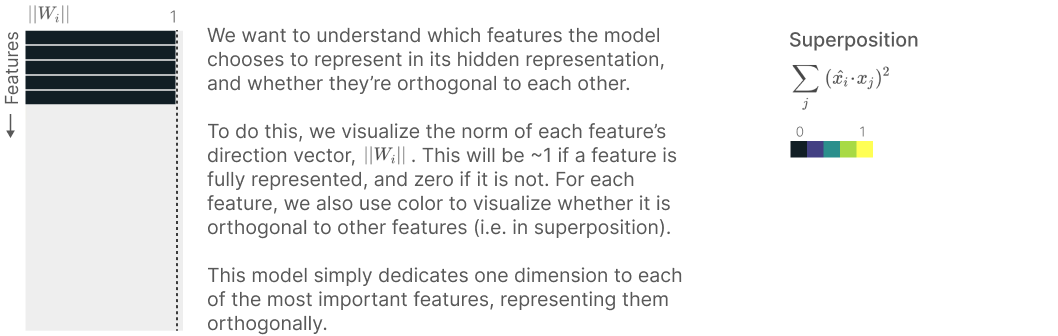 ||W_i|| 1
Features
We want to understand which features the model
chooses to represent in its hidden representation,
and whether they’re orthogonal to each other.
To do this, we visualize the norm of each feature’s
direction vector, ||W_i|| . This will be ~1 if a feature is
fully represented, and zero if it is not. For each
feature, we also use color to visualize whether it is
orthogonal to other features (i.e. in superposition).
This model simply dedicates one dimension to each
of the most important features, representing them
orthogonally.
Superposition
∑_j (x̂_i·x_j)²
0 1